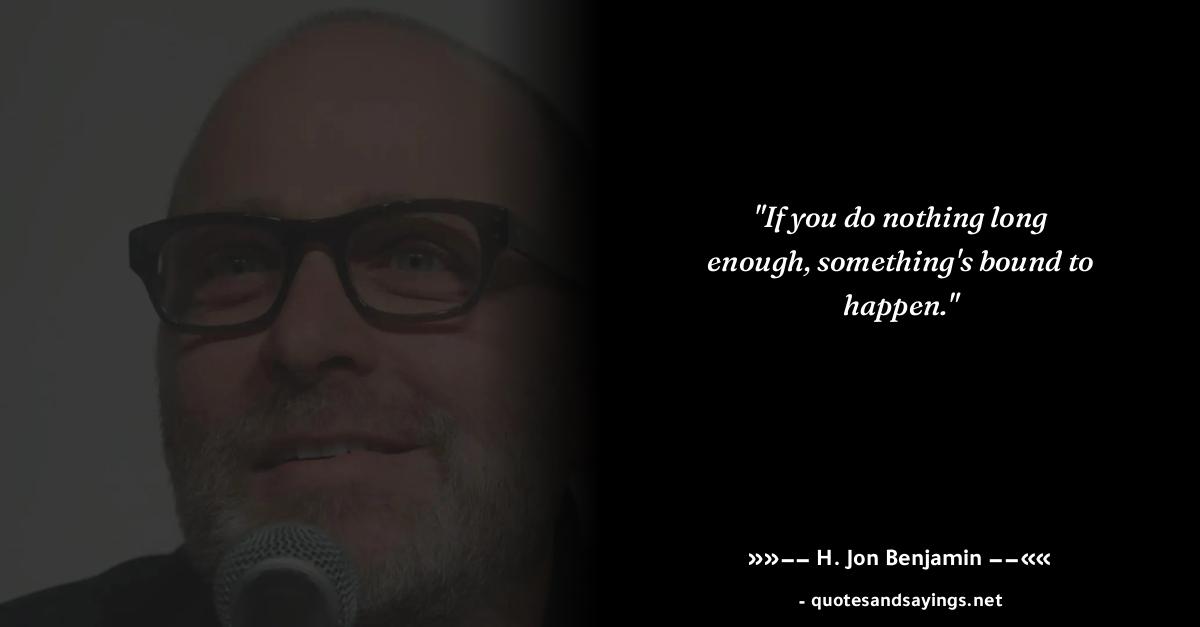 "If you do nothing long
enough, something's bound to
happen."
»»−− H. Jon Benjamin −−««
- quotesandsayings.net